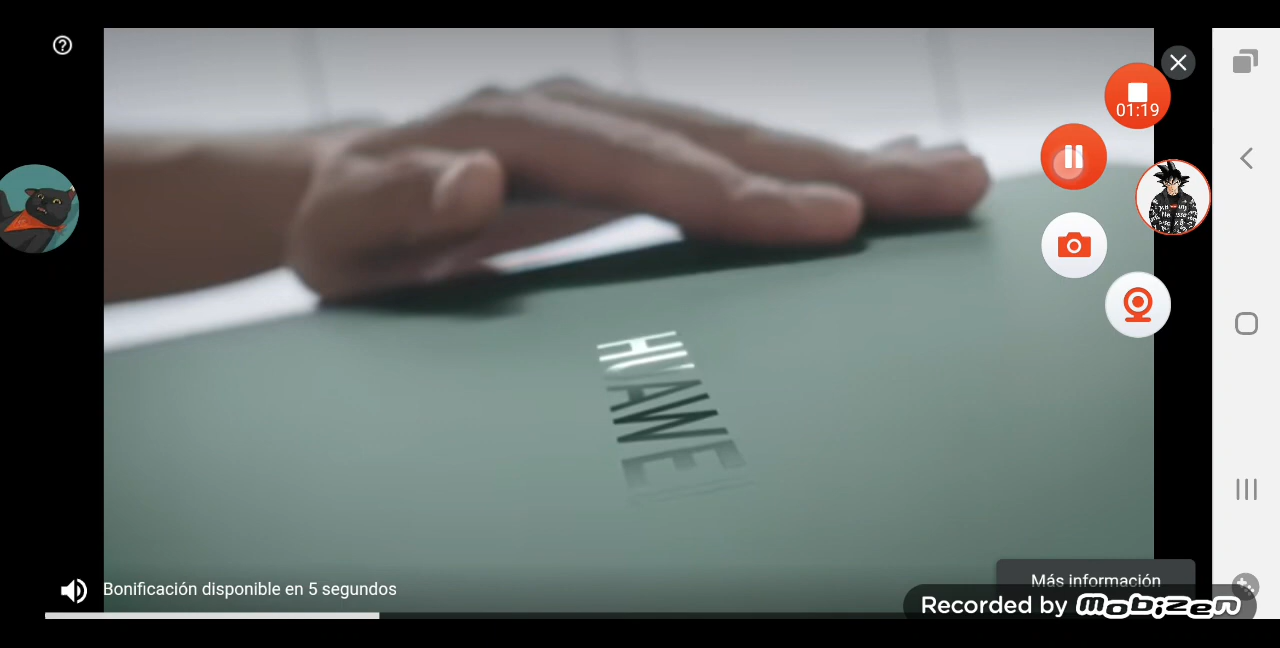 01:19
HUAWEI
Bonificación disponible en 5 segundos
Más información
Recorded by mobizen